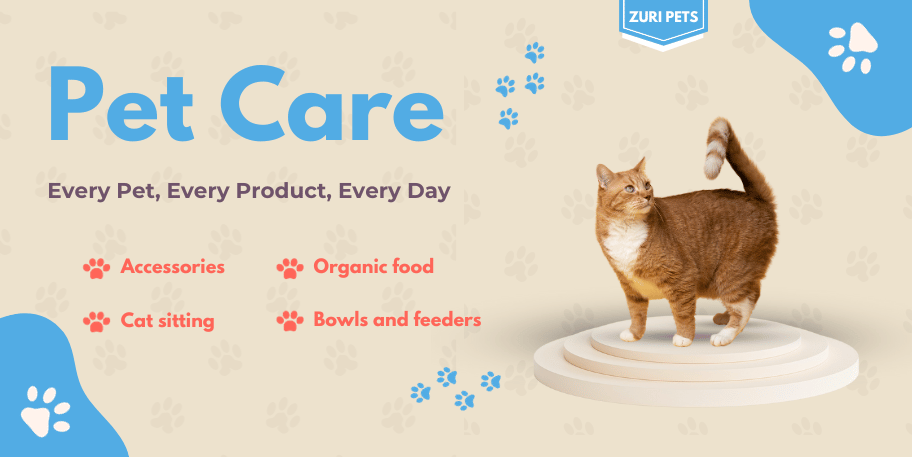 ZURI PETS
Pet Care
Every Pet, Every Product, Every Day
Accessories
Organic food
Cat sitting
Bowls and feeders